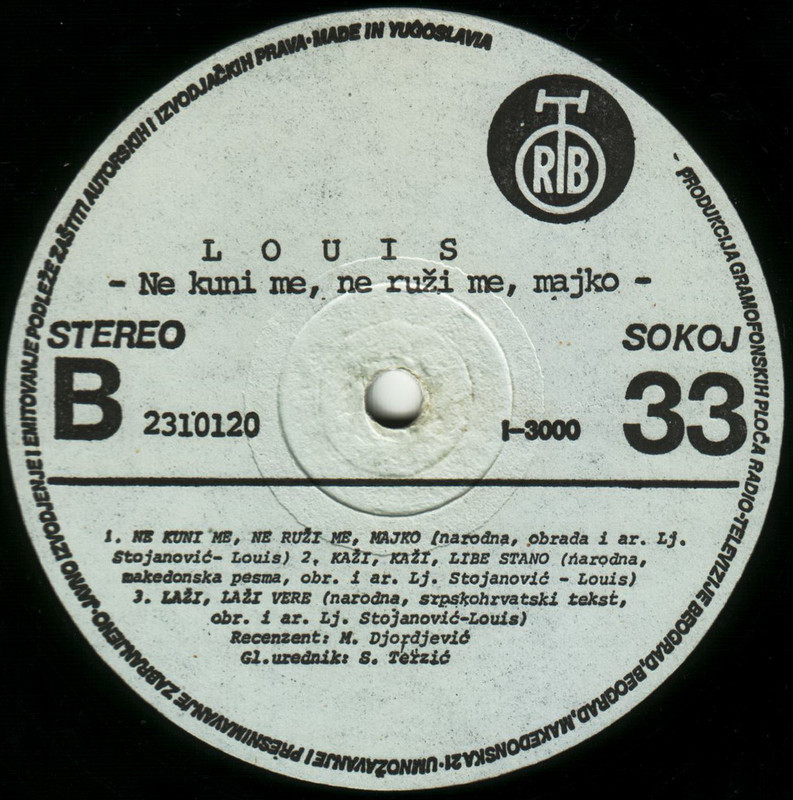 - PRODUKCIJA GRAMOFONSKIH PLOČA RADIO-TELEVIZIJE BEOGRAD, BEOGRAD, MAKEDONSKA 21 · UMNOŽAVANJE I PRESNIMAVANJE ZABRANJENO-JAVNO IZVODJENJE I EMITOVANJE PODLEŽE ZAŠTITI AUTORSKIH I IZVODJAČKIH PRAVA · MADE IN YUGOSLAVIA
RTB
L O U I S
- Ne kuni me, ne ruži me, majko -
STEREO
SOKOJ
B
2310120
I-3000
33
1. NE KUNI ME, NE RUŽI ME, MAJKO (narodna, obrada i ar. Lj.
Stojanović- Louis) 2. KAŽI, KAŽI, LIBE STANO (narodna,
makedonska pesma, obr. i ar. Lj. Stojanović - Louis)
3. LAŽI, LAŽI VERE (narodna, srpskohrvatski tekst,
obr. i ar. Lj. Stojanović-Louis)
Recenzent: M. Djordjević
Gl.urednik: S. Terzić